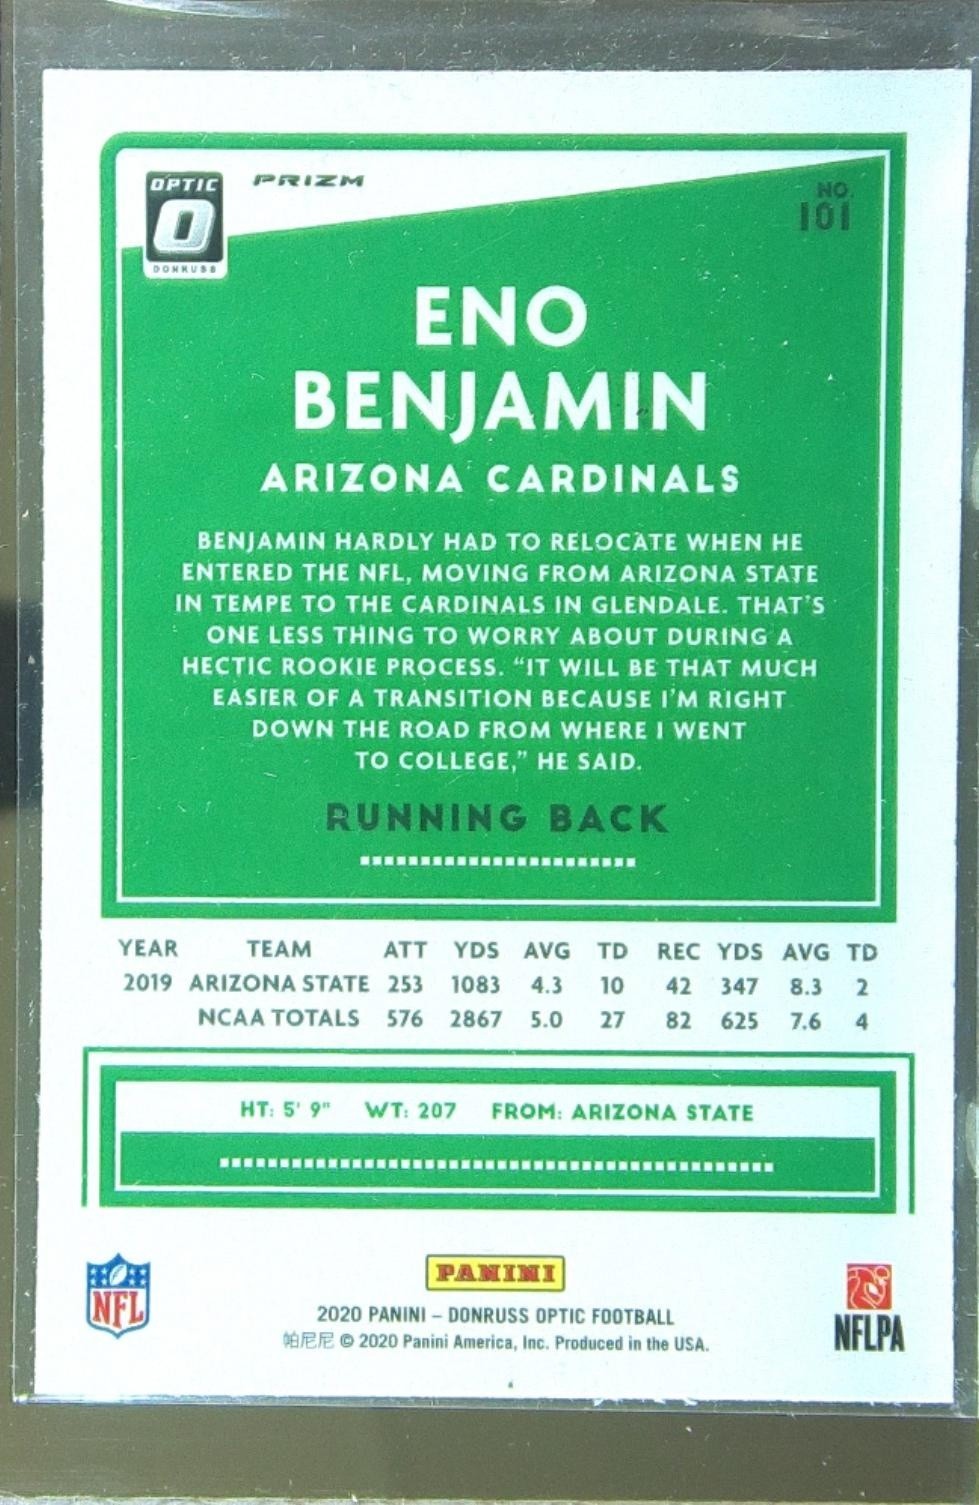 OPTIC
DONRUSS
PRIZM
NO.
101
ENO
BENJAMIN
ARIZONA CARDINALS
BENJAMIN HARDLY HAD TO RELOCATE WHEN HE
ENTERED THE NFL, MOVING FROM ARIZONA STATE
IN TEMPE TO THE CARDINALS IN GLENDALE. THAT'S
ONE LESS THING TO WORRY ABOUT DURING A
HECTIC ROOKIE PROCESS. “IT WILL BE THAT MUCH
EASIER OF A TRANSITION BECAUSE I'M RIGHT
DOWN THE ROAD FROM WHERE I WENT
TO COLLEGE,” HE SAID.
RUNNING BACK
YEAR TEAM ATT YDS AVG TD REC YDS AVG TD
2019 ARIZONA STATE 253 1083 4.3 10 42 347 8.3 2
NCAA TOTALS 576 2867 5.0 27 82 625 7.6 4
HT: 5' 9" WT: 207 FROM: ARIZONA STATE
NFL
PANINI
2020 PANINI – DONRUSS OPTIC FOOTBALL
帕尼尼 © 2020 Panini America, Inc. Produced in the USA.
NFLPA